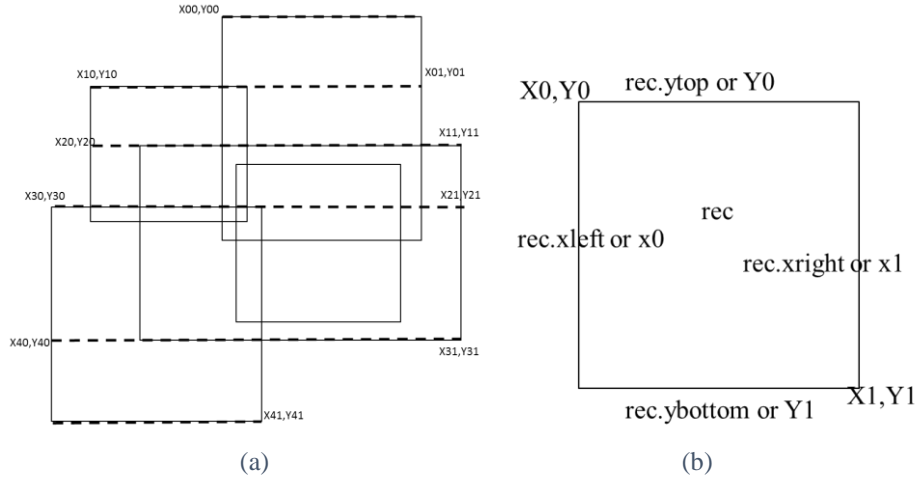 X00,Y00
X01,Y01
X10,Y10
X11,Y11
X20,Y20
X21,Y21
X30,Y30
X31,Y31
X40,Y40
X41,Y41
(a)
X0,Y0
rec.ytop or Y0
rec
rec.xleft or x0
rec.xright or x1
X1,Y1
rec.ybottom or Y1
(b)